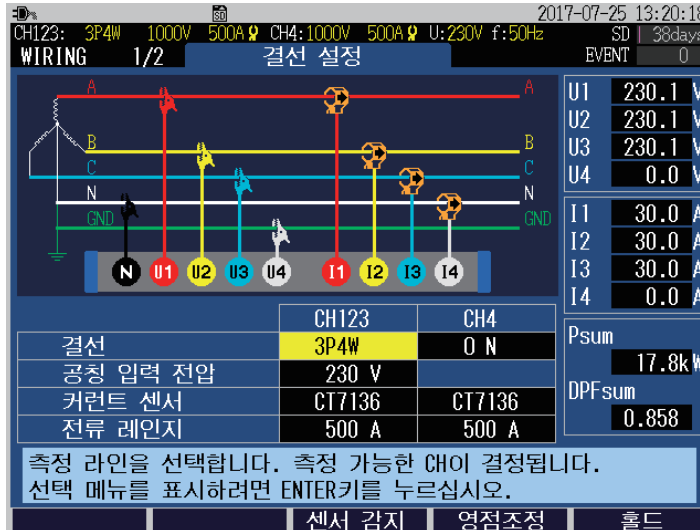 SD 2017-07-25 13:20:18
CH123: 3P4W 1000V 500A CH4:1000V 500A U:230V f:50Hz SD 38days
WIRING 1/2 결선 설정 EVENT 0
A A
B B
C C
N N
GND GND
N U1 U2 U3 U4 I1 I2 I3 I4
U1 230.1 V
U2 230.1 V
U3 230.1 V
U4 0.0 V
I1 30.0 A
I2 30.0 A
I3 30.0 A
I4 0.0 A
Psum
17.8k W
DPFsum
0.858
CH123 CH4
결선 3P4W O N
공칭 입력 전압 230 V
커런트 센서 CT7136 CT7136
전류 레인지 500 A 500 A
측정 라인을 선택합니다. 측정 가능한 CH이 결정됩니다.
선택 메뉴를 표시하려면 ENTER키를 누르십시오.
센서 감지 영점조정 홀드